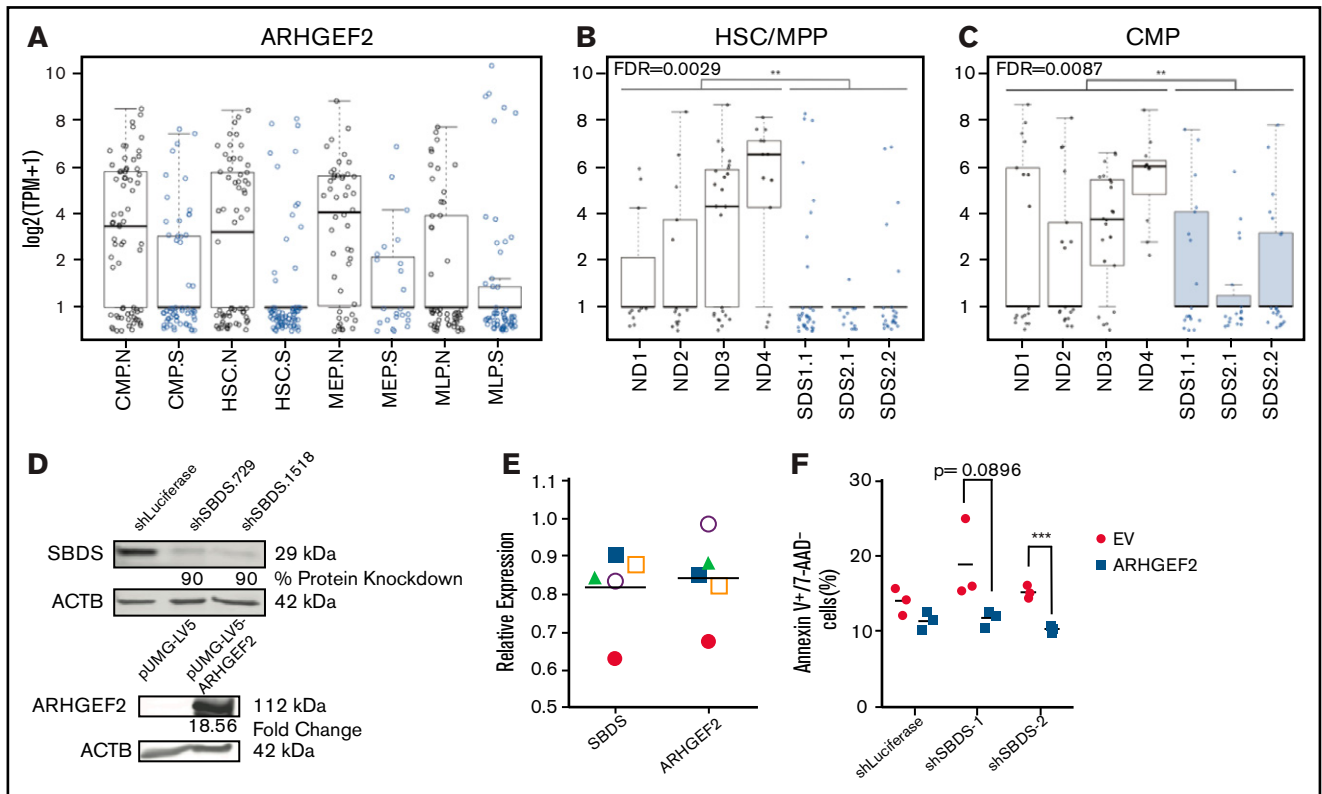 A
ARHGEF2
log2(TPM+1)
10
8
6
4
2
1
CMP.N
CMP.S
HSC.N
HSC.S
MEP.N
MEP.S
MLP.N
MLP.S
B
HSC/MPP
FDR=0.0029
**
10
8
6
4
2
1
ND1
ND2
ND3
ND4
SDS1.1
SDS2.1
SDS2.2
C
CMP
FDR=0.0087
**
10
8
6
4
2
1
ND1
ND2
ND3
ND4
SDS1.1
SDS2.1
SDS2.2
D
shLuciferase
shSBDS.729
shSBDS.1518
SBDS
29 kDa
90
90
% Protein Knockdown
ACTB
42 kDa
pUMG-LV5
pUMG-LV5-
ARHGEF2
ARHGEF2
112 kDa
18.56
Fold Change
ACTB
42 kDa
E
Relative Expression
1.1
1.0
0.9
0.8
0.7
0.6
0.5
SBDS
ARHGEF2
F
Annexin V+/7-AAD-
cells(%)
30
20
10
0
p= 0.0896
***
EV
ARHGEF2
shLuciferase
shSBDS-1
shSBDS-2